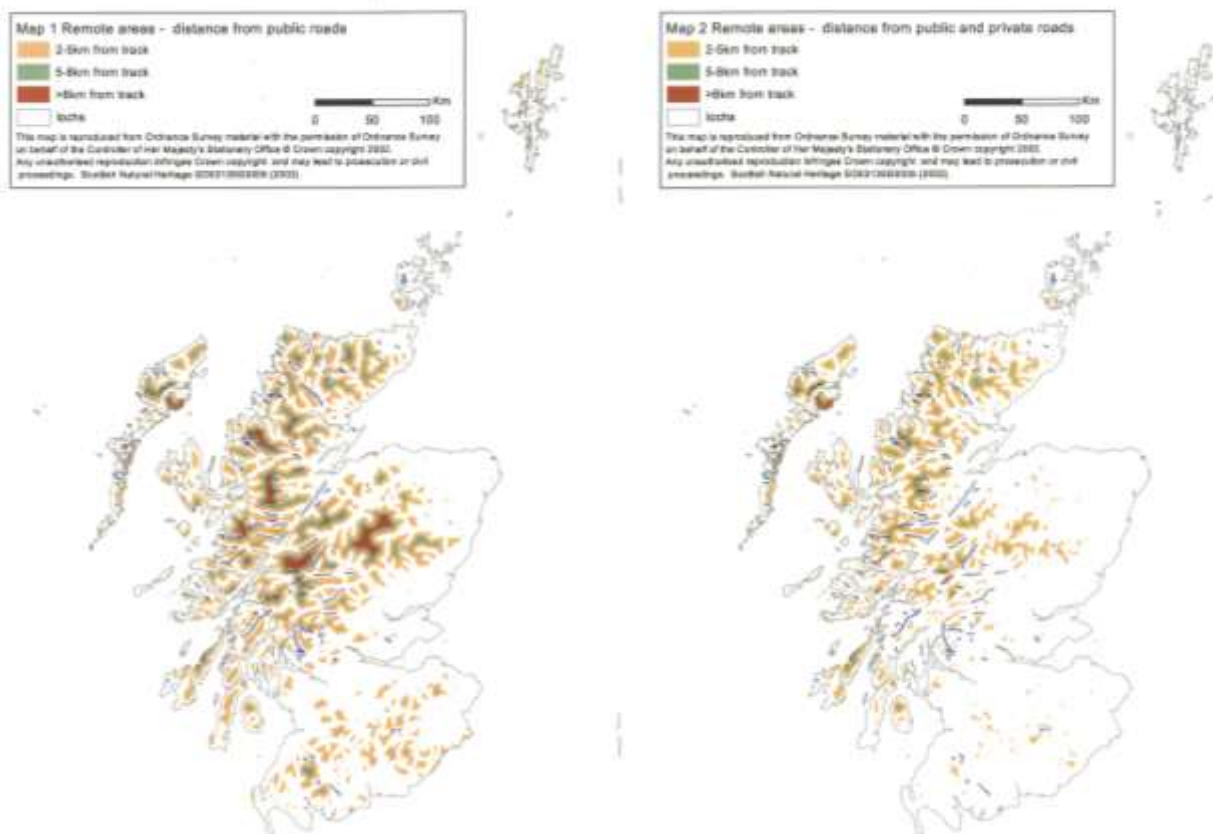 Map 1 Remote areas - distance from public roads
2-5km from track
5-8km from track
>8km from track
lochs
Km
0 50 100
This map is reproduced from Ordnance Survey material with the permission of Ordnance Survey
on behalf of the Controller of Her Majesty's Stationery Office © Crown copyright 2002.
Any unauthorised reproduction infringes Crown copyright and may lead to prosecution or civil
proceedings. Scottish Natural Heritage (2002)
Map 2 Remote areas - distance from public and private roads
2-5km from track
5-8km from track
>8km from track
lochs
Km
0 50 100
This map is reproduced from Ordnance Survey material with the permission of Ordnance Survey
on behalf of the Controller of Her Majesty's Stationery Office © Crown copyright 2002.
Any unauthorised reproduction infringes Crown copyright and may lead to prosecution or civil
proceedings. Scottish Natural Heritage (2002)